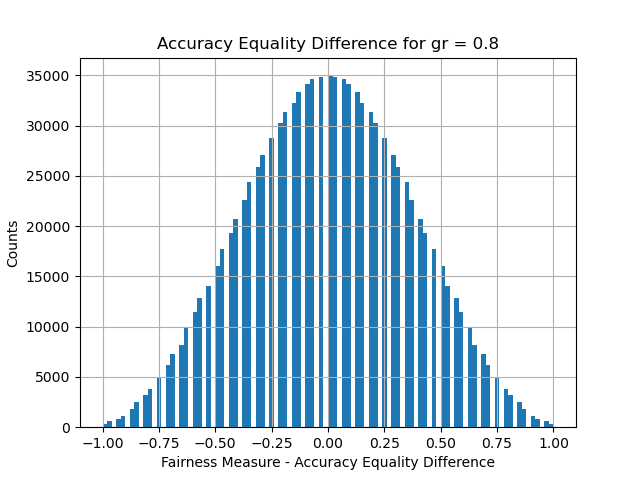 Accuracy Equality Difference for gr = 0.8
35000
30000
25000
20000
15000
10000
5000
0
Counts
−1.00 −0.75 −0.50 −0.25 0.00 0.25 0.50 0.75 1.00
Fairness Measure - Accuracy Equality Difference